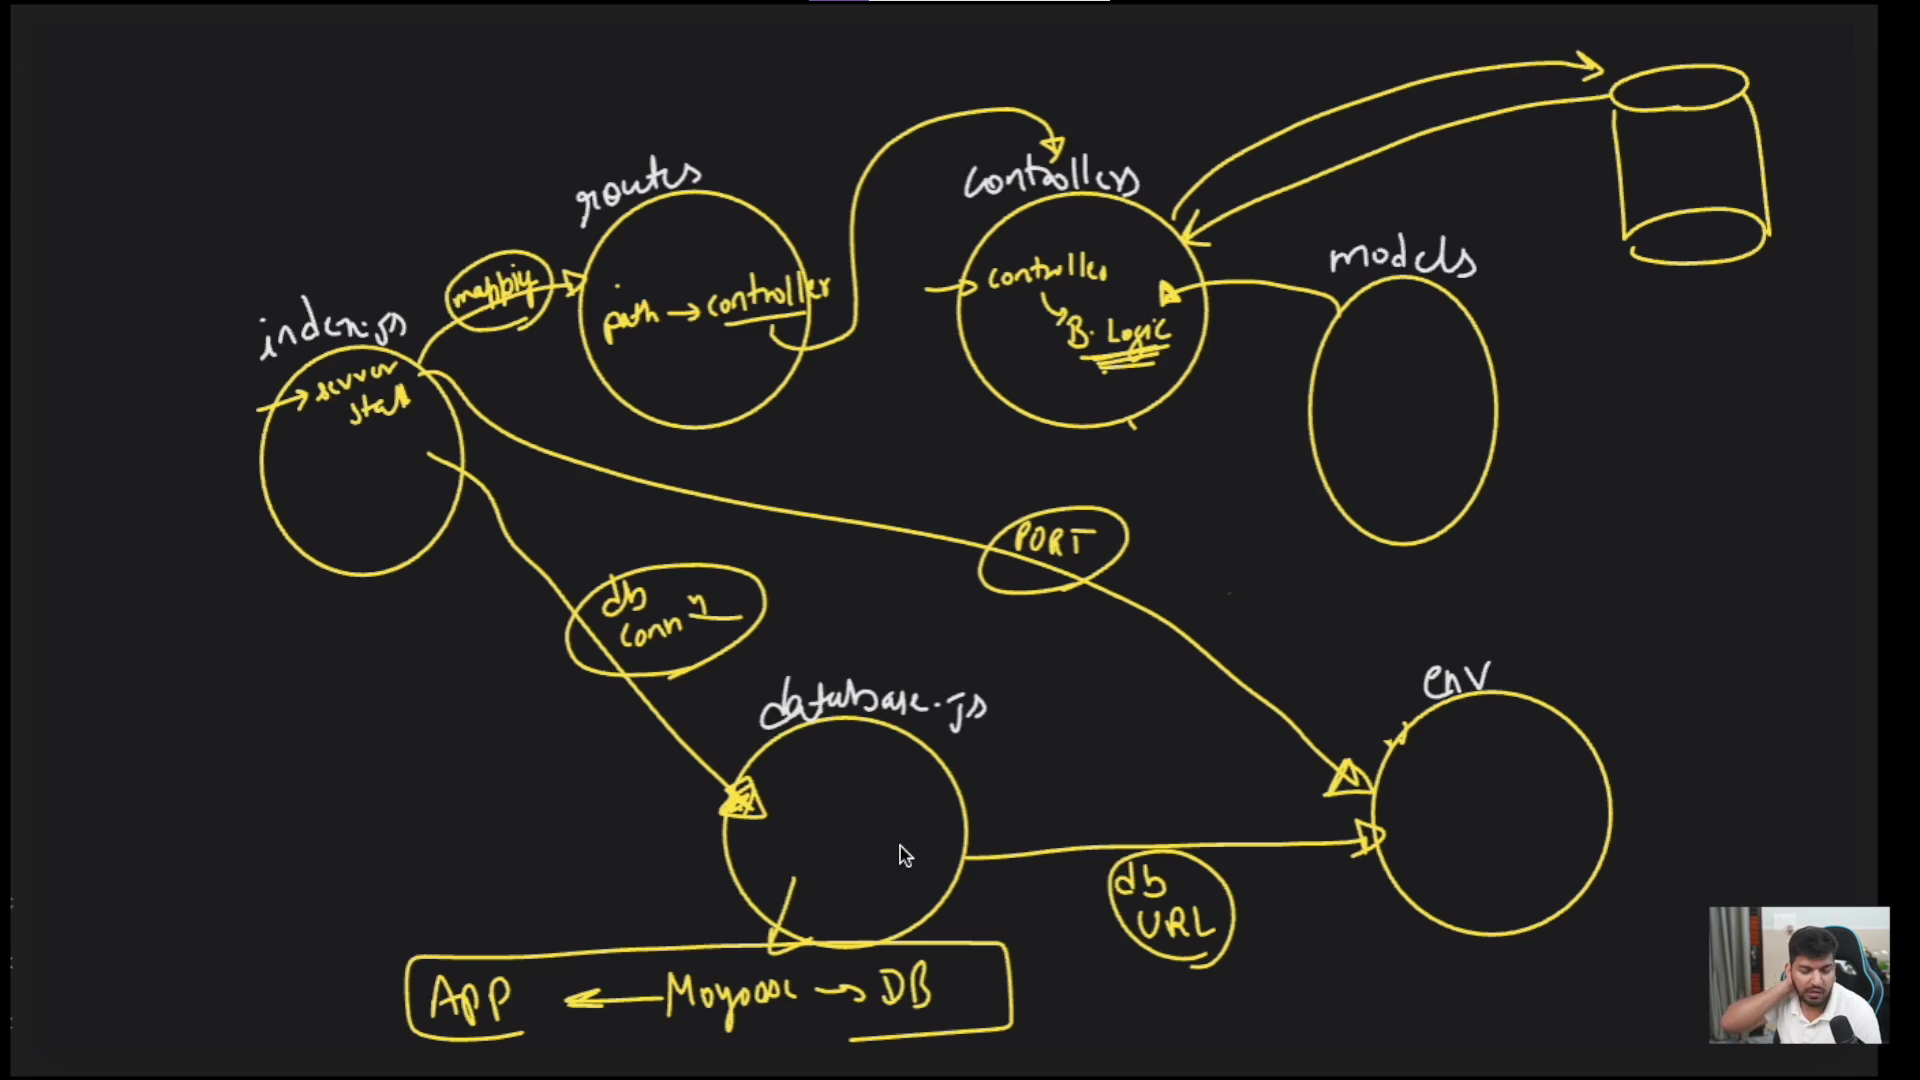 routes
controllers
models
index.js
mapping
path → controller
→ controller
B. Logic
→ server
start
PORT
db
conn n
database.js
env
db
URL
App ← Mongoose → DB